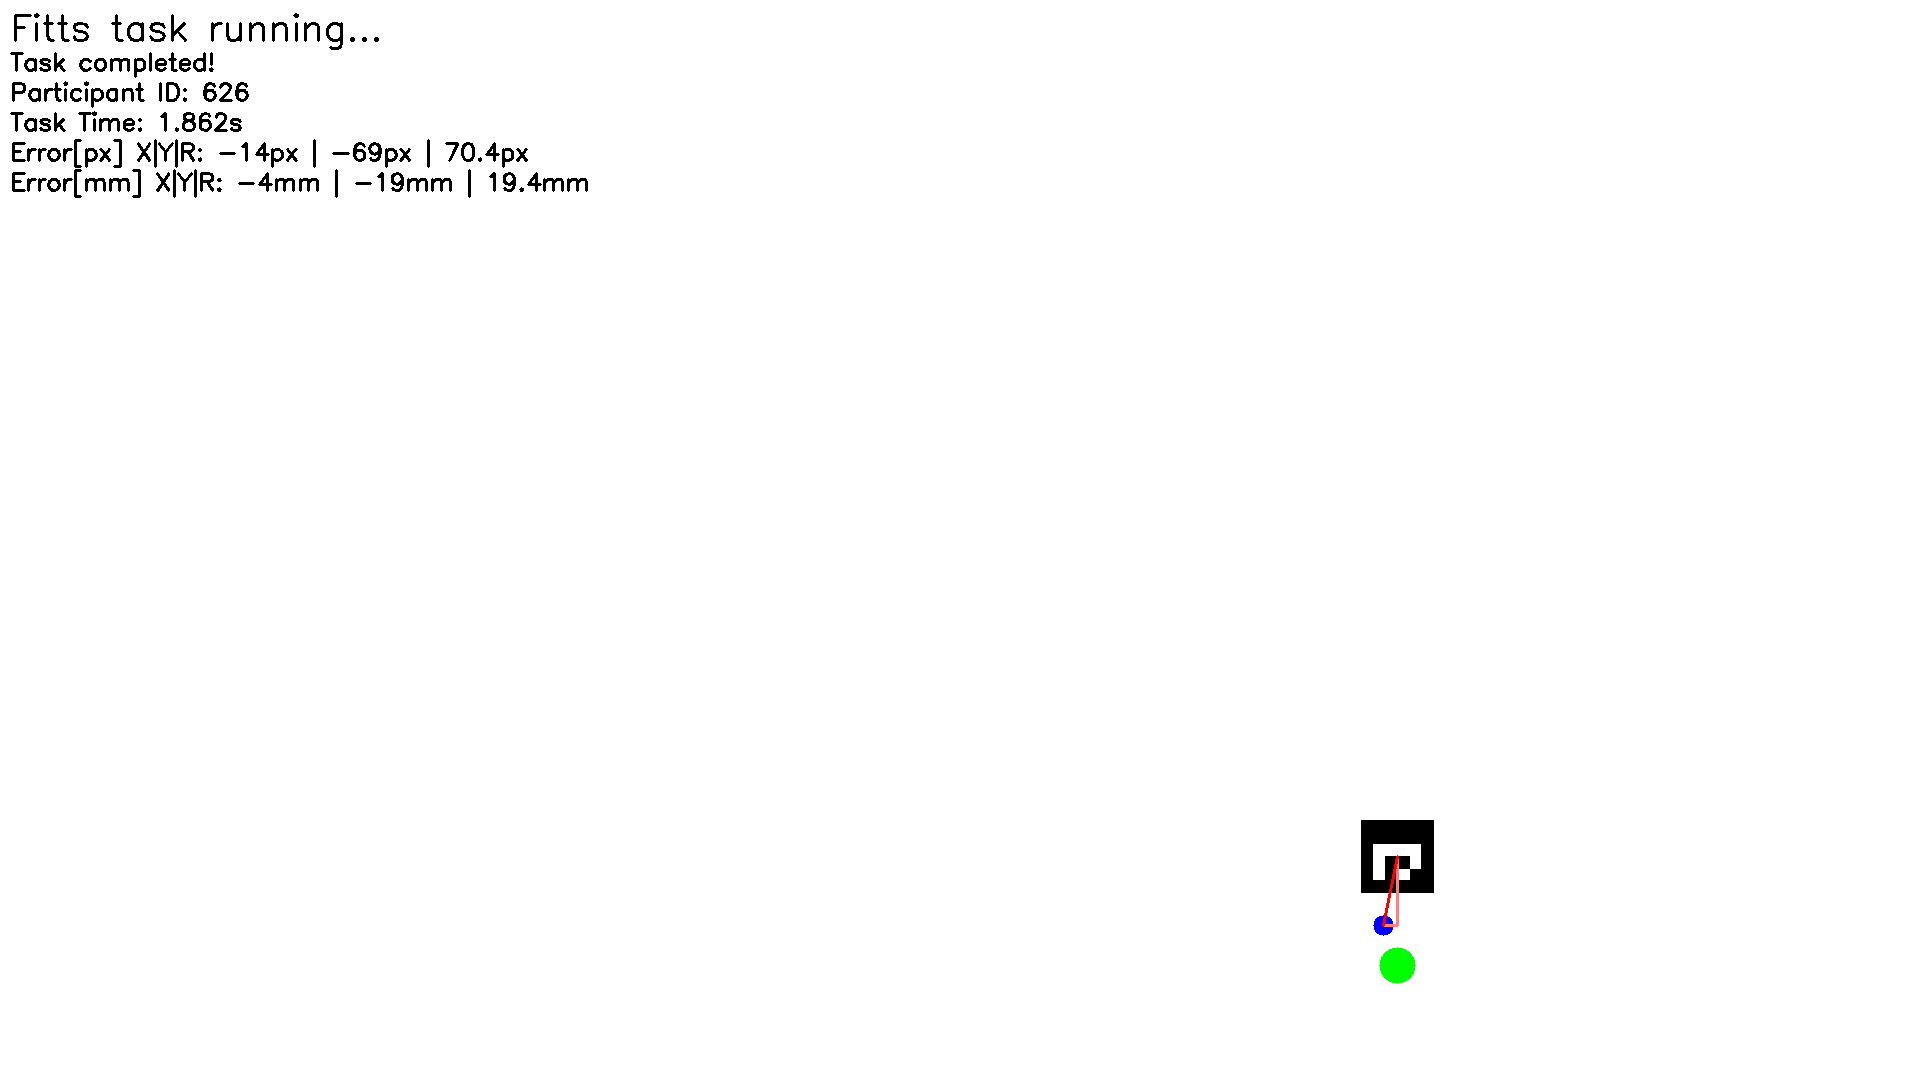 Fitts task running...
Task completed!
Participant ID: 626
Task Time: 1.862s
Error[px] X|Y|R: -14px | -69px | 70.4px
Error[mm] X|Y|R: -4mm | -19mm | 19.4mm